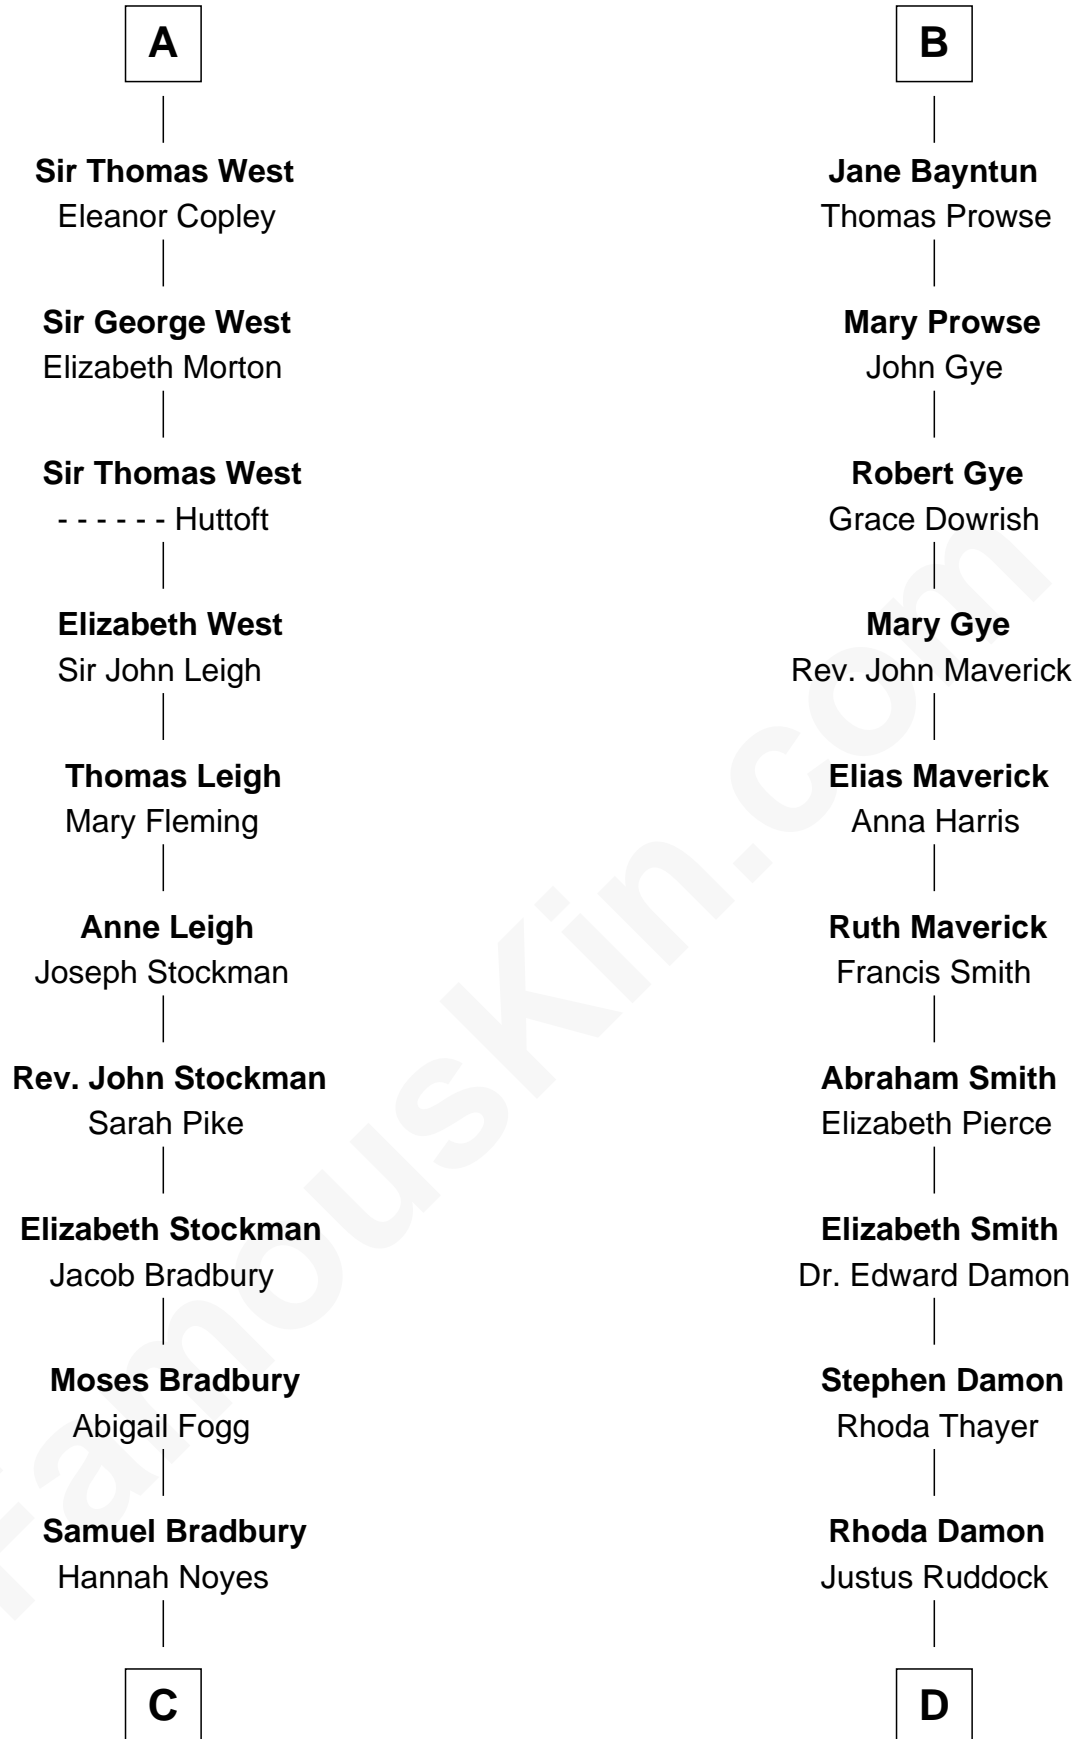 A
Sir Thomas West
Eleanor Copley
Sir George West
Elizabeth Morton
Sir Thomas West
- - - - - - Huttoft
Elizabeth West
Sir John Leigh
Thomas Leigh
Mary Fleming
Anne Leigh
Joseph Stockman
Rev. John Stockman
Sarah Pike
Elizabeth Stockman
Jacob Bradbury
Moses Bradbury
Abigail Fogg
Samuel Bradbury
Hannah Noyes
C
B
Jane Bayntun
Thomas Prowse
Mary Prowse
John Gye
Robert Gye
Grace Dowrish
Mary Gye
Rev. John Maverick
Elias Maverick
Anna Harris
Ruth Maverick
Francis Smith
Abraham Smith
Elizabeth Pierce
Elizabeth Smith
Dr. Edward Damon
Stephen Damon
Rhoda Thayer
Rhoda Damon
Justus Ruddock
D
FamousKin.com